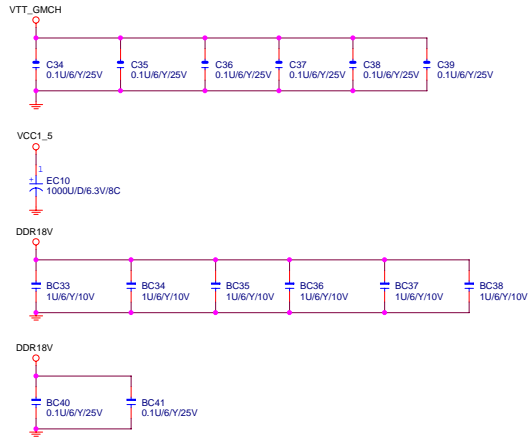 VTT_GMCH
C34 C35 C36 C37 C38 C39
0.1U/6/Y/25V 0.1U/6/Y/25V 0.1U/6/Y/25V 0.1U/6/Y/25V 0.1U/6/Y/25V 0.1U/6/Y/25V
VCC1_5
1
+ EC10
1000U/D/6.3V/8C
DDR18V
BC33 BC34 BC35 BC36 BC37 BC38
1U/6/Y/10V 1U/6/Y/10V 1U/6/Y/10V 1U/6/Y/10V 1U/6/Y/10V 1U/6/Y/10V
DDR18V
BC40 BC41
0.1U/6/Y/25V 0.1U/6/Y/25V